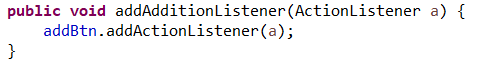 public void addAdditionListener(ActionListener a) {
    addBtn.addActionListener(a);
}